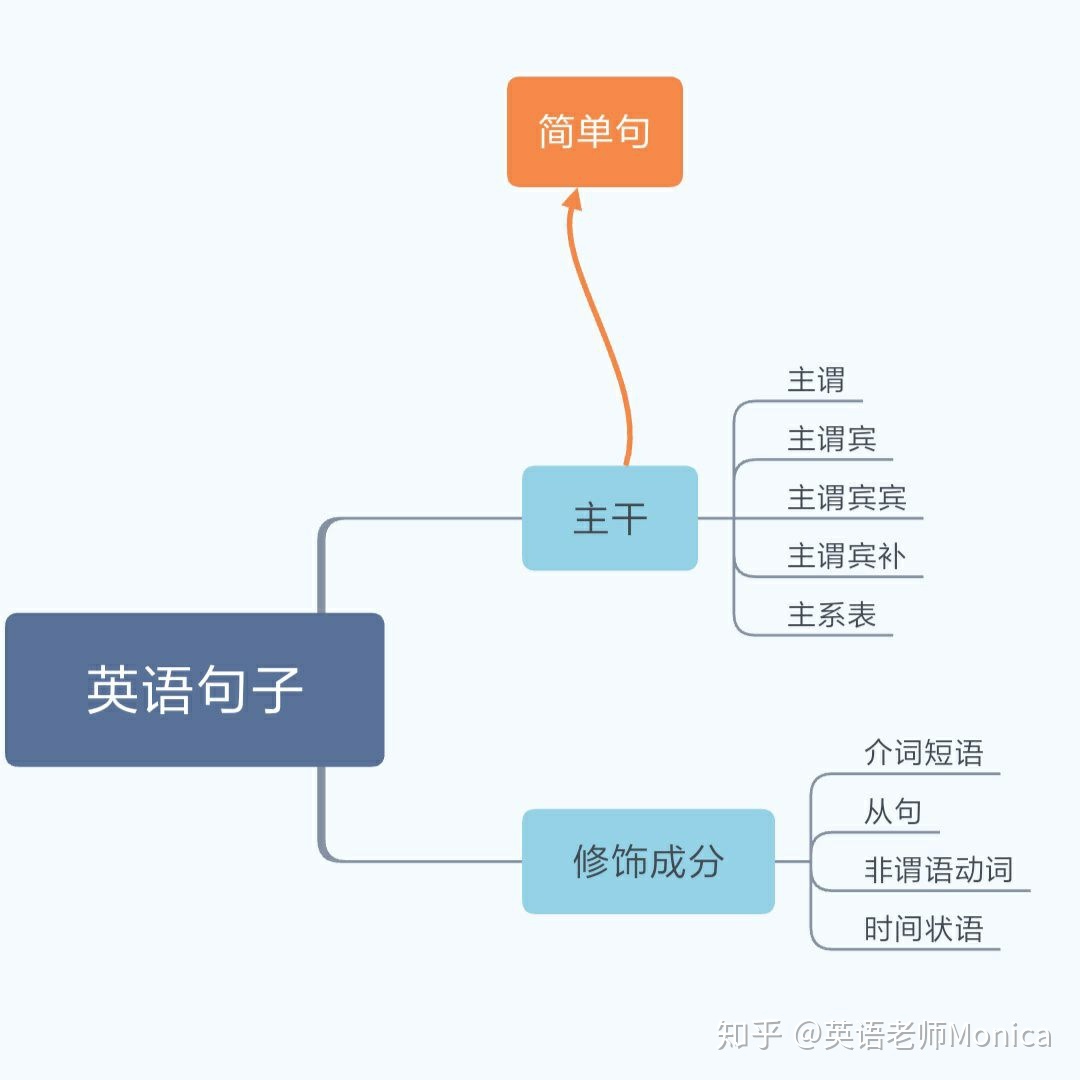 简单句
主谓
主谓宾
主谓宾宾
主谓宾补
主系表
主干
英语句子
介词短语
从句
非谓语动词
时间状语
修饰成分
知乎 @英语老师Monica